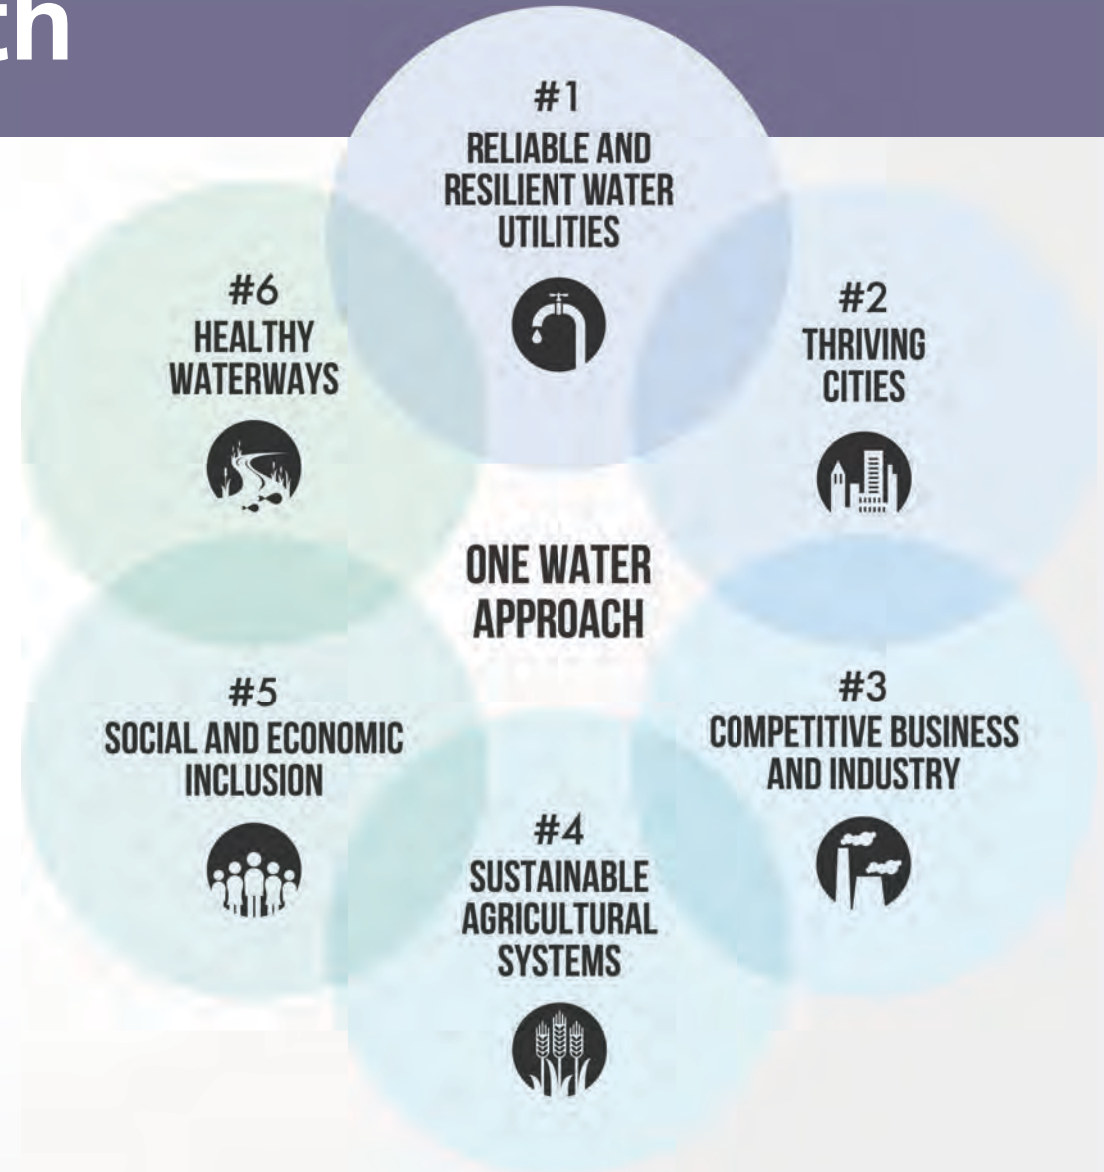 #1
RELIABLE AND
RESILIENT WATER
UTILITIES
#2
THRIVING
CITIES
#3
COMPETITIVE BUSINESS
AND INDUSTRY
#4
SUSTAINABLE
AGRICULTURAL
SYSTEMS
#5
SOCIAL AND ECONOMIC
INCLUSION
#6
HEALTHY
WATERWAYS
ONE WATER
APPROACH